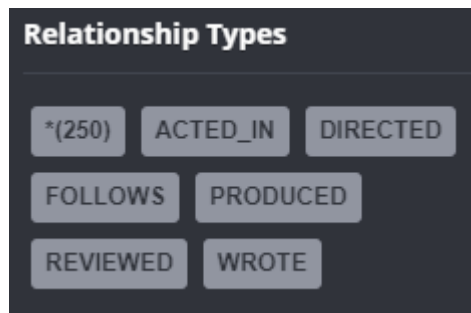 Relationship Types
*(250) ACTED_IN DIRECTED
FOLLOWS PRODUCED
REVIEWED WROTE